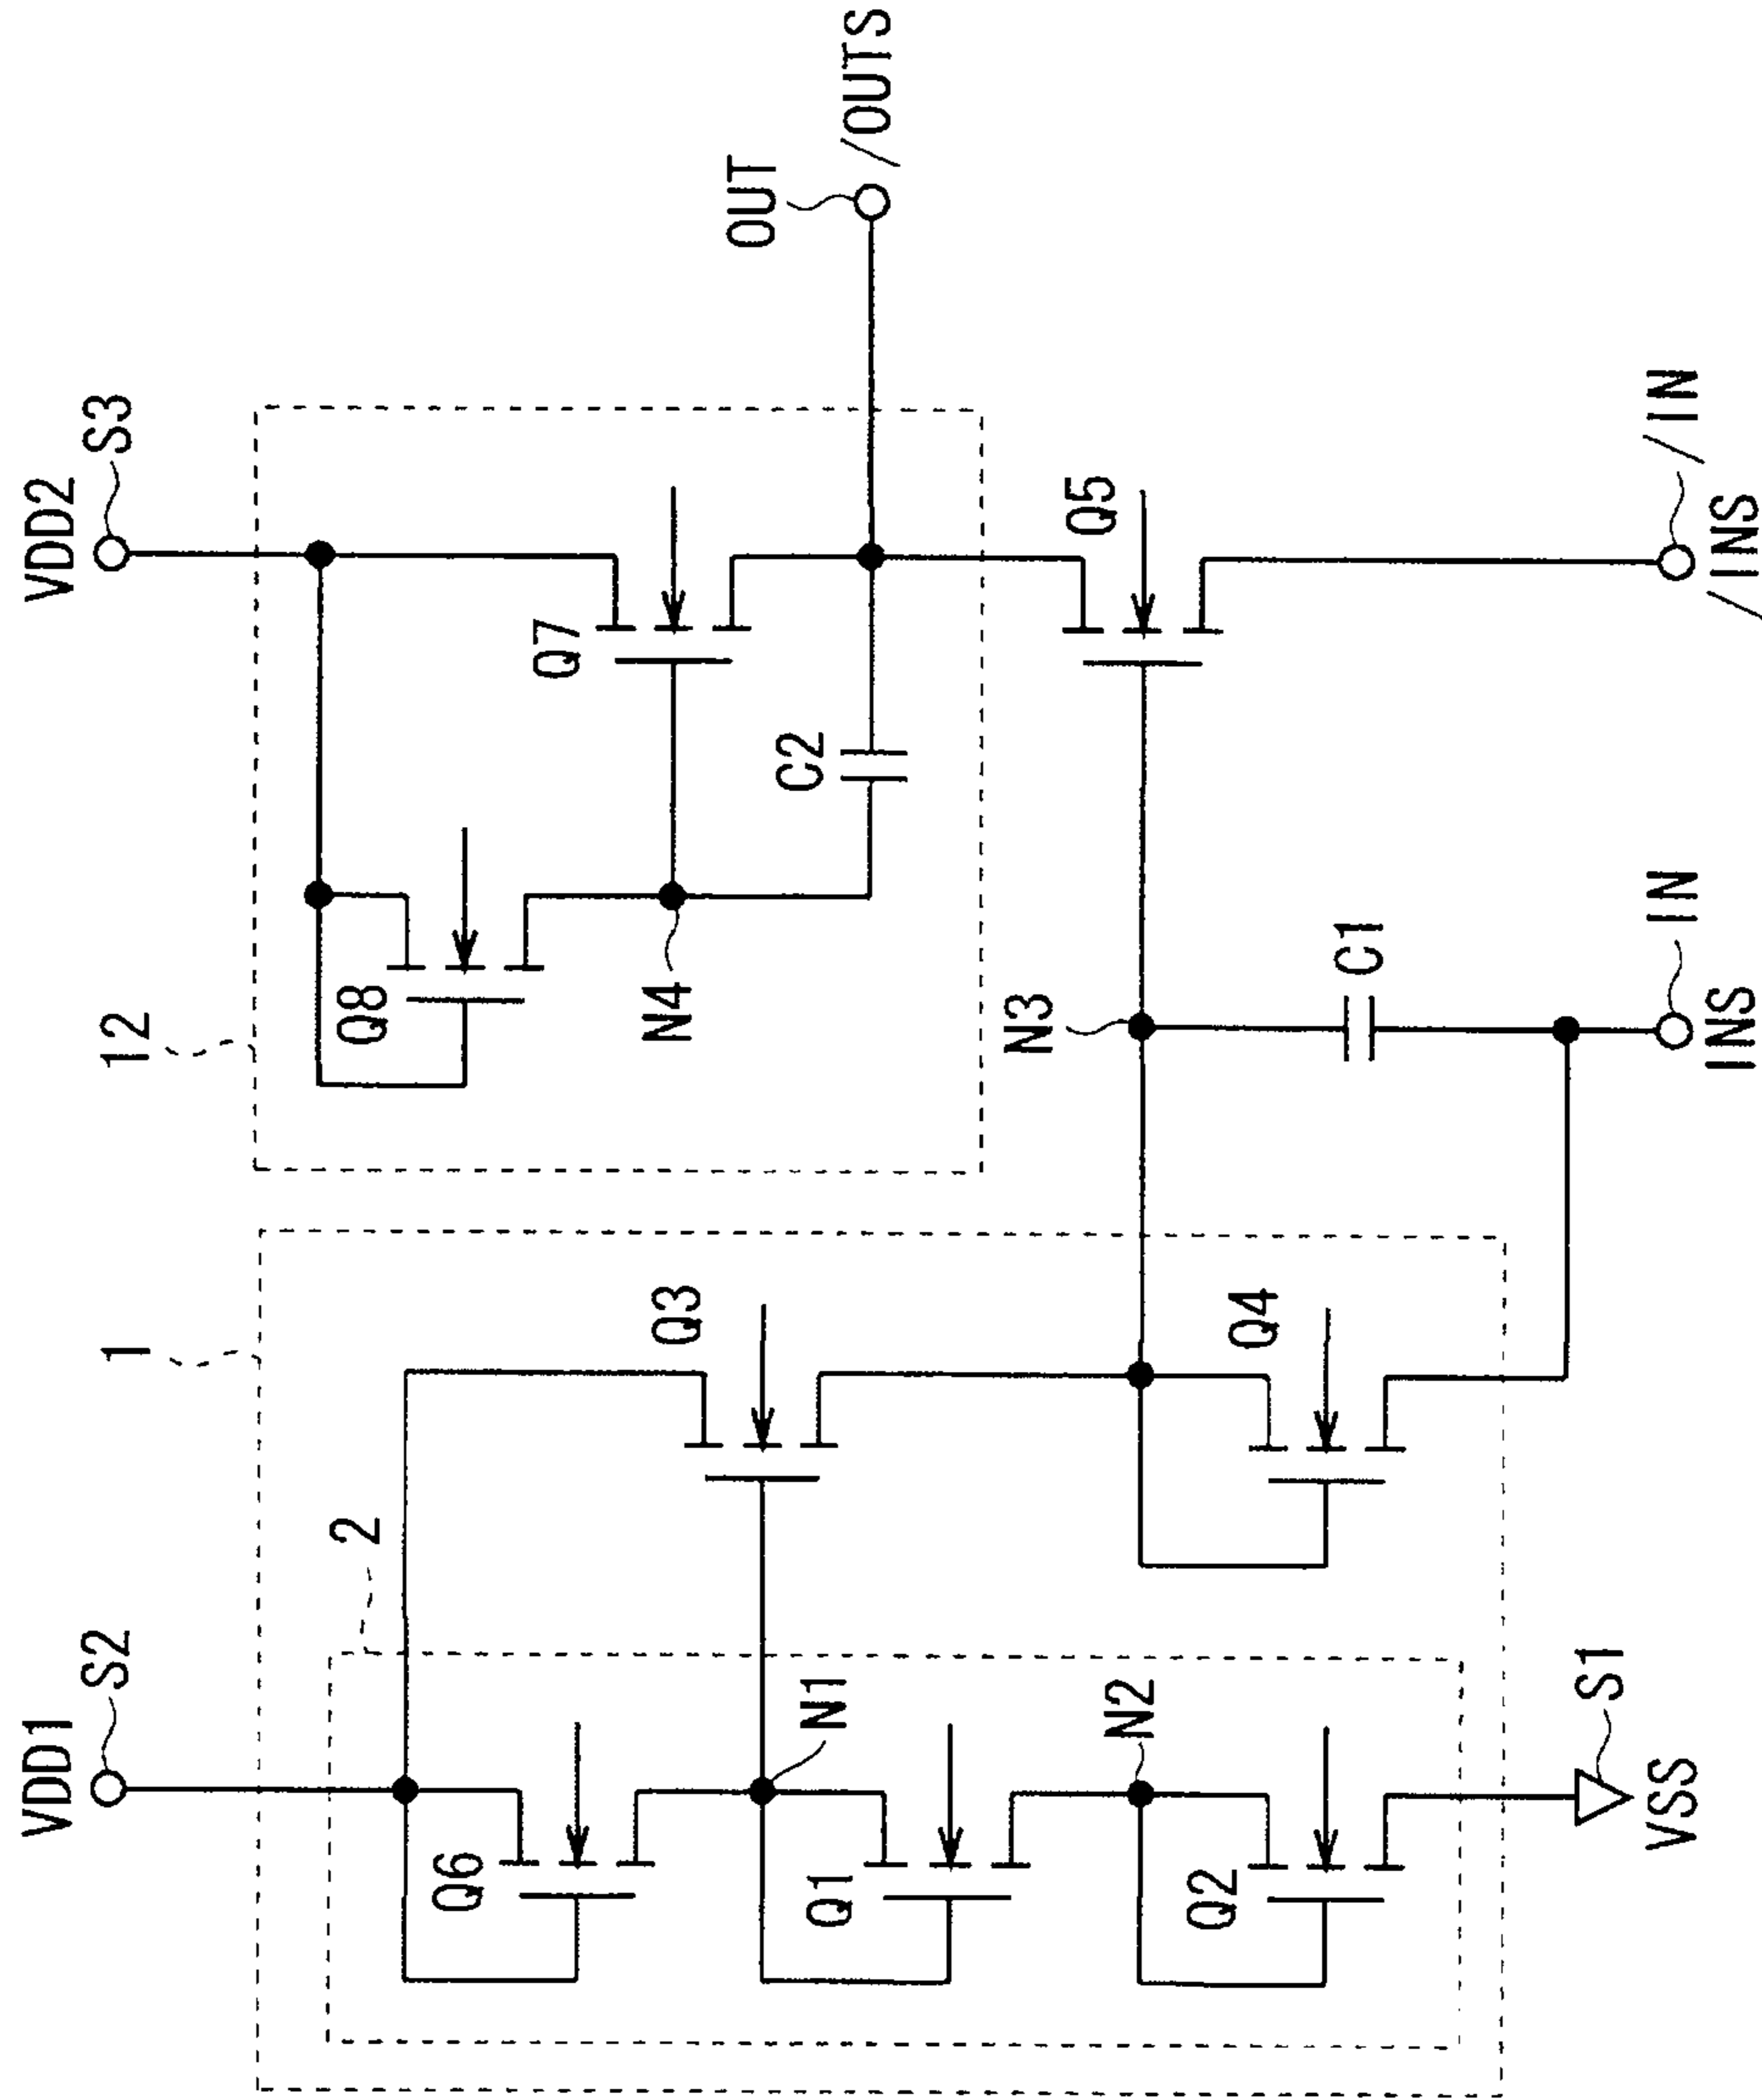 VDD1
S2
VDD2
S3
1
12
2
Q6
Q3
Q8
Q7
N1
N4
C2
OUT
/OUTS
Q1
N2
N3
Q5
Q2
Q4
C1
S1
VSS
IN
INS
/IN
/INS